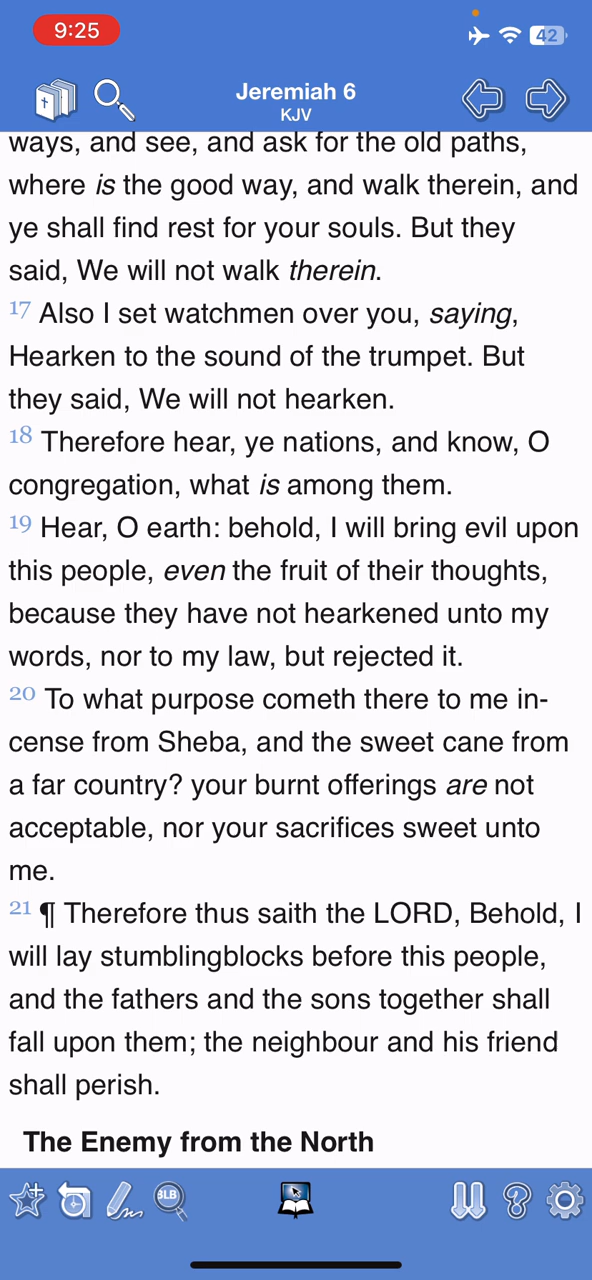 9:25
42
Jeremiah 6
KJV
ways, and see, and ask for the old paths,
where is the good way, and walk therein, and
ye shall find rest for your souls. But they
said, We will not walk therein.
17 Also I set watchmen over you, saying,
Hearken to the sound of the trumpet. But
they said, We will not hearken.
18 Therefore hear, ye nations, and know, O
congregation, what is among them.
19 Hear, O earth: behold, I will bring evil upon
this people, even the fruit of their thoughts,
because they have not hearkened unto my
words, nor to my law, but rejected it.
20 To what purpose cometh there to me in-
cense from Sheba, and the sweet cane from
a far country? your burnt offerings are not
acceptable, nor your sacrifices sweet unto
me.
21 ¶ Therefore thus saith the LORD, Behold, I
will lay stumblingblocks before this people,
and the fathers and the sons together shall
fall upon them; the neighbour and his friend
shall perish.
The Enemy from the North
BLB